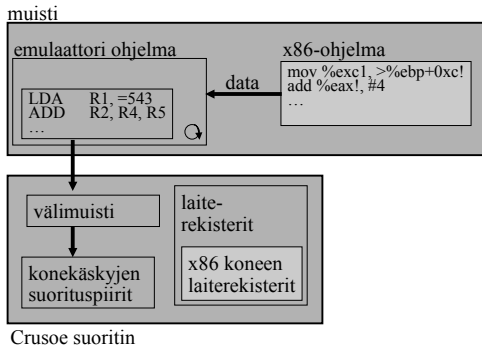 muisti
emulaattori ohjelma
x86-ohjelma
data
mov %exc1, >%ebp+0xc!
add %eax!, #4
…
LDA R1, =543
ADD R2, R4, R5
…
välimuisti
konekäskyjen
suorituspiirit
laite-
rekisterit
x86 koneen
laiterekisterit
Crusoe suoritin